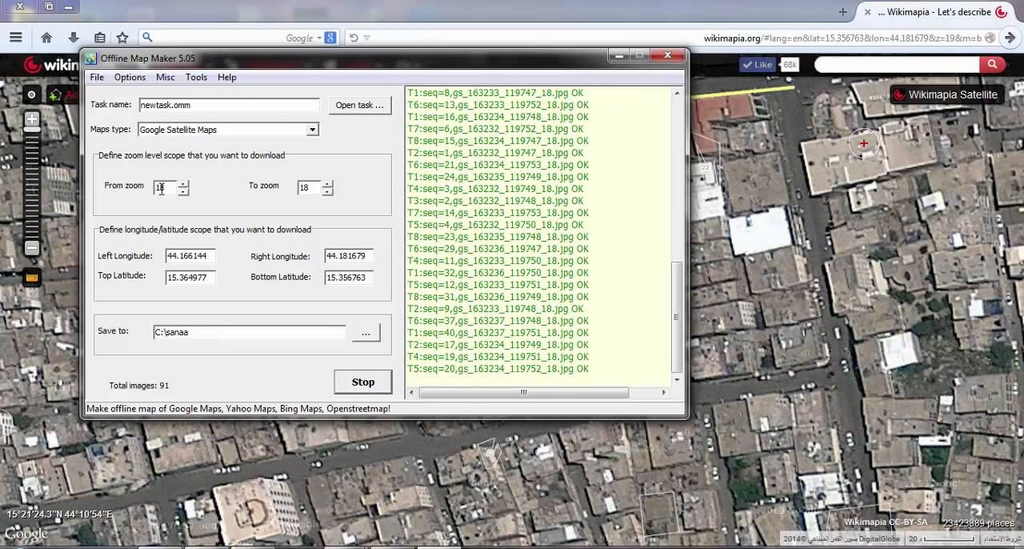 ... Wikimapia - Let's describe
Google
wikimapia.org/#lang=en&lat=15.356763&lon=44.181679&z=19&m=b
Offline Map Maker 5.05
Like
68k
File Options Misc Tools Help
Wikimapia Satellite
Task name:
newtask.omm
Open task ...
Maps type:
Google Satellite Maps
Define zoom level scope that you want to download
From zoom
To zoom
18
Define longitude/latitude scope that you want to download
Left Longitude:
44.166144
Right Longitude:
44.181679
Top Latitude:
15.364977
Bottom Latitude:
15.356763
Save to:
C:\sanaa
...
Total images: 91
Stop
T1:seq=8,gs_163233_119747_18.jpg OK
T6:seq=13,gs_163233_119752_18.jpg OK
T1:seq=16,gs_163234_119748_18.jpg OK
T7:seq=6,gs_163232_119752_18.jpg OK
T8:seq=15,gs_163234_119747_18.jpg OK
T2:seq=1,gs_163232_119747_18.jpg OK
T6:seq=21,gs_163234_119753_18.jpg OK
T1:seq=24,gs_163235_119749_18.jpg OK
T4:seq=3,gs_163232_119749_18.jpg OK
T3:seq=2,gs_163232_119748_18.jpg OK
T7:seq=14,gs_163233_119753_18.jpg OK
T5:seq=4,gs_163232_119750_18.jpg OK
T8:seq=23,gs_163235_119748_18.jpg OK
T6:seq=29,gs_163236_119747_18.jpg OK
T4:seq=11,gs_163233_119750_18.jpg OK
T1:seq=32,gs_163236_119750_18.jpg OK
T5:seq=12,gs_163233_119751_18.jpg OK
T8:seq=31,gs_163236_119749_18.jpg OK
T2:seq=9,gs_163233_119748_18.jpg OK
T6:seq=37,gs_163237_119748_18.jpg OK
T1:seq=40,gs_163237_119751_18.jpg OK
T2:seq=17,gs_163234_119749_18.jpg OK
T4:seq=19,gs_163234_119751_18.jpg OK
T5:seq=20,gs_163234_119752_18.jpg OK
Make offline map of Google Maps, Yahoo Maps, Bing Maps, Openstreetmap!
15°21'24.3"N 44°10'54"E
Google
Wikimapia CC-BY-SA
23423889 places
DigitalGlobe
20
شروط الاستخدام